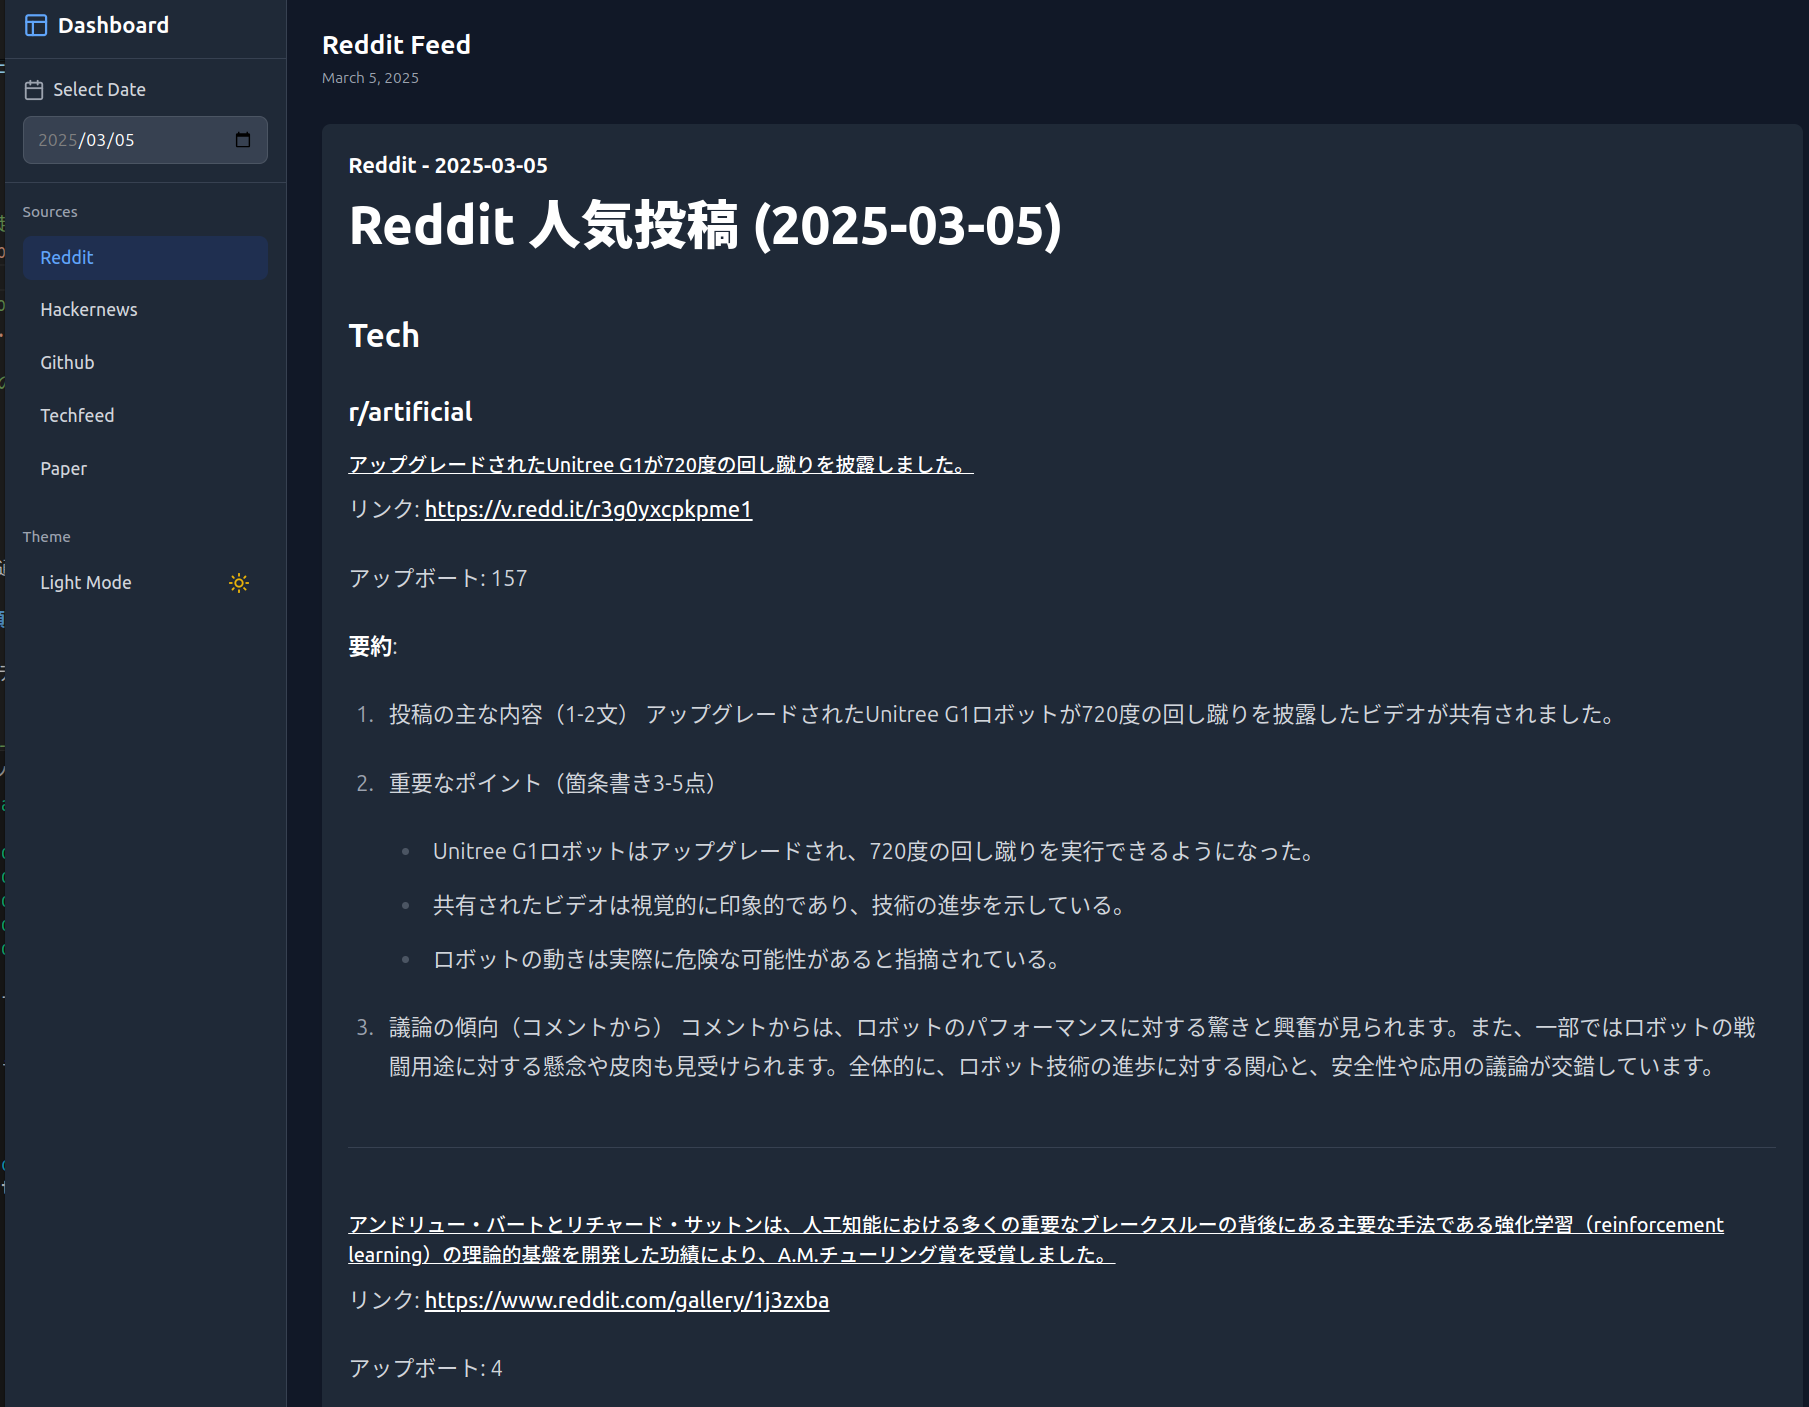 Dashboard
Select Date
2025/03/05
Sources
Reddit
Hackernews
Github
Techfeed
Paper
Theme
Light Mode
Reddit Feed
March 5, 2025
Reddit - 2025-03-05
Reddit 人気投稿 (2025-03-05)
Tech
r/artificial
アップグレードされたUnitree G1が720度の回し蹴りを披露しました。
リンク: https://v.redd.it/r3g0yxcpkpme1
アップボート: 157
要約:
1. 投稿の主な内容（1-2文） アップグレードされたUnitree G1ロボットが720度の回し蹴りを披露したビデオが共有されました。
2. 重要なポイント（箇条書き3-5点）
• Unitree G1ロボットはアップグレードされ、720度の回し蹴りを実行できるようになった。
• 共有されたビデオは視覚的に印象的であり、技術の進歩を示している。
• ロボットの動きは実際に危険な可能性があると指摘されている。
3. 議論の傾向（コメントから） コメントからは、ロボットのパフォーマンスに対する驚きと興奮が見られます。また、一部ではロボットの戦
闘用途に対する懸念や皮肉も見受けられます。全体的に、ロボット技術の進歩に対する関心と、安全性や応用の議論が交錯しています。
アンドリュー・バートとリチャード・サットンは、人工知能における多くの重要なブレークスルーの背後にある主要な手法である強化学習（reinforcement
learning）の理論的基盤を開発した功績により、A.M.チューリング賞を受賞しました。
リンク: https://www.reddit.com/gallery/1j3zxba
アップボート: 4